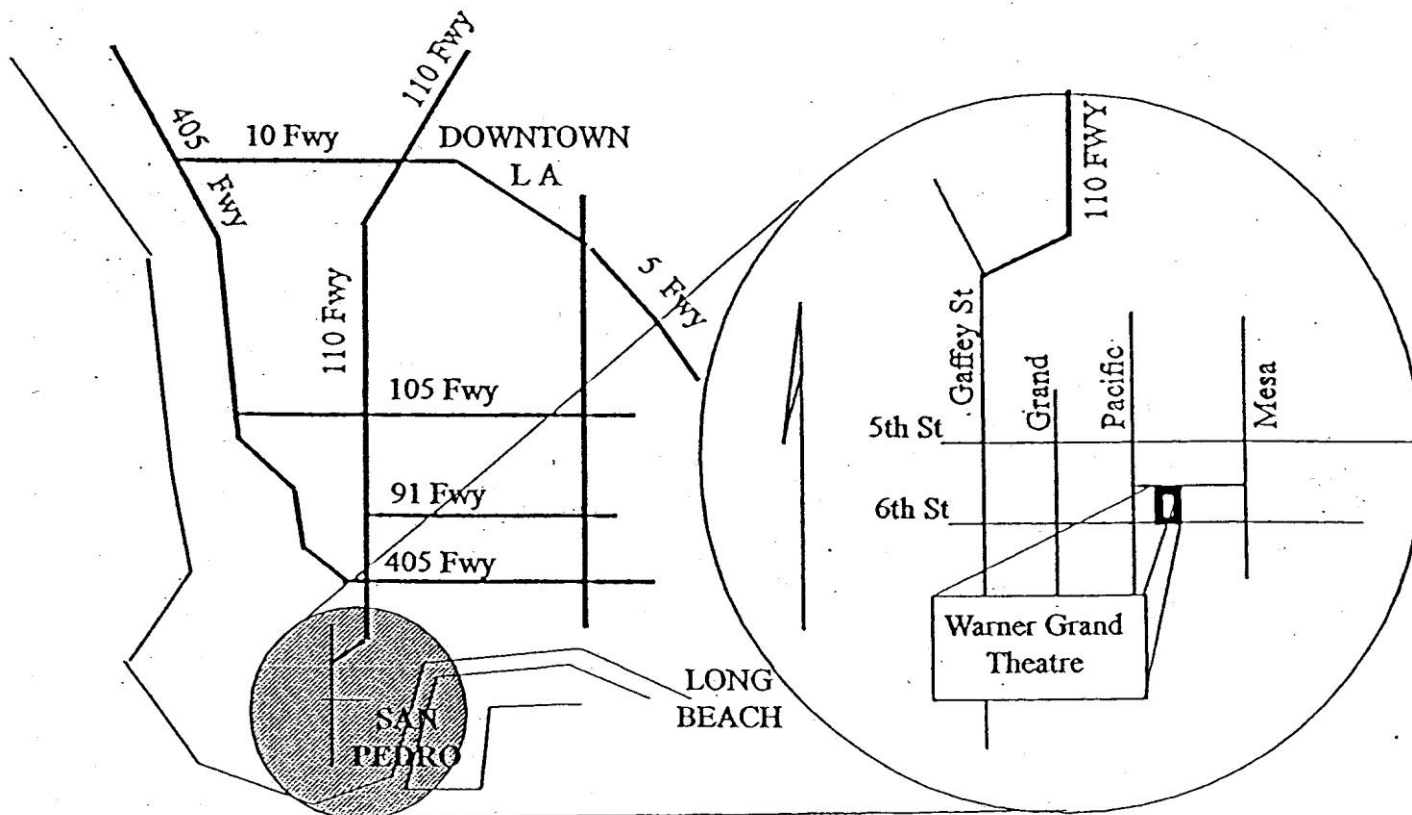 110 Fwy
405
Fwy
10 Fwy
DOWNTOWN
L A
110 Fwy
5 Fwy
105 Fwy
91 Fwy
405 Fwy
LONG
BEACH
SAN
PEDRO
110 FWY
Gaffey St
Grand
Pacific
Mesa
5th St
6th St
Warner Grand
Theatre